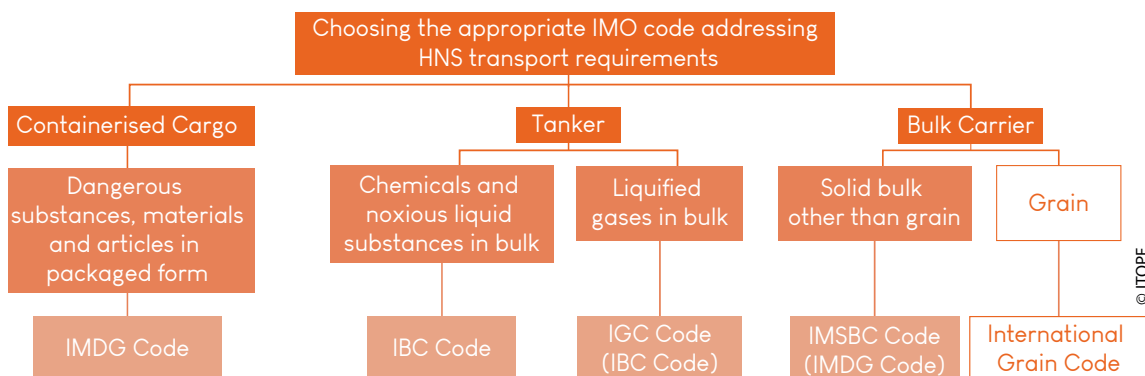 Choosing the appropriate IMO code addressing
HNS transport requirements
Containerised Cargo
Tanker
Bulk Carrier
Dangerous
substances, materials
and articles in
packaged form
Chemicals and
noxious liquid
substances in bulk
Liquified
gases in bulk
Solid bulk
other than grain
Grain
IMDG Code
IBC Code
IGC Code
(IBC Code)
IMSBC Code
(IMDG Code)
International
Grain Code
© ITOPF